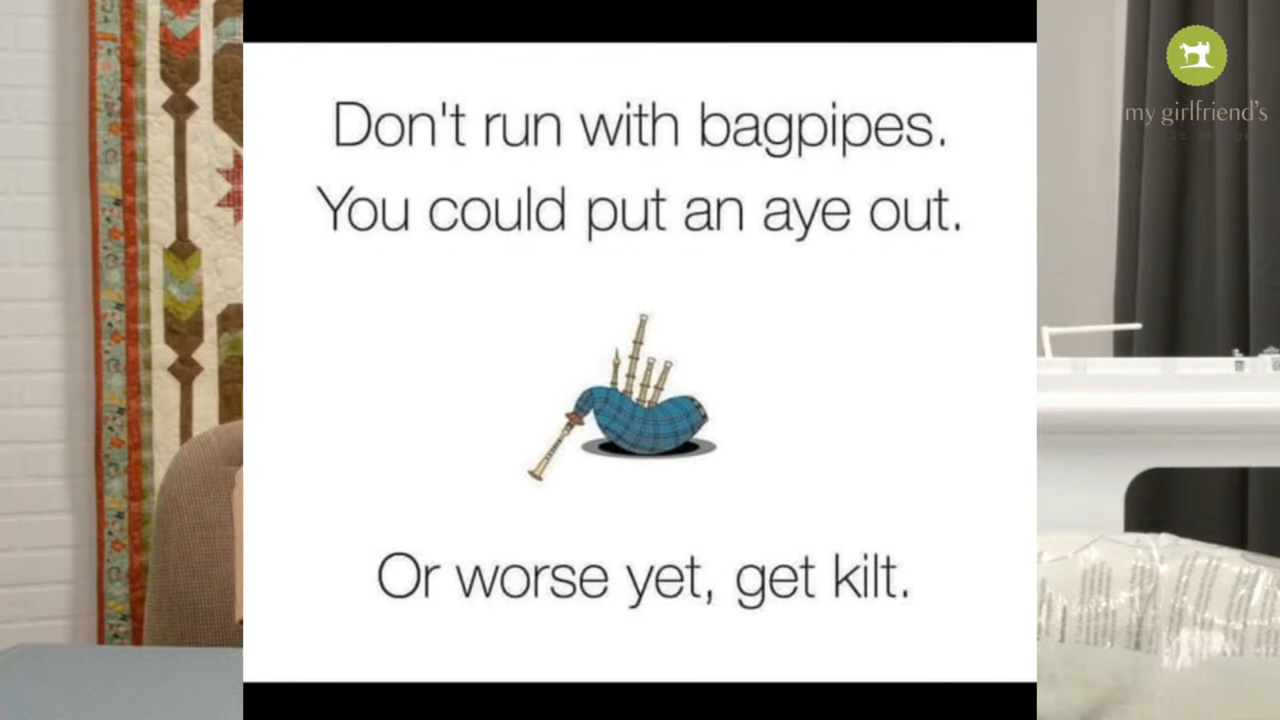 Don't run with bagpipes.
You could put an aye out.
Or worse yet, get kilt.
my girlfriend's